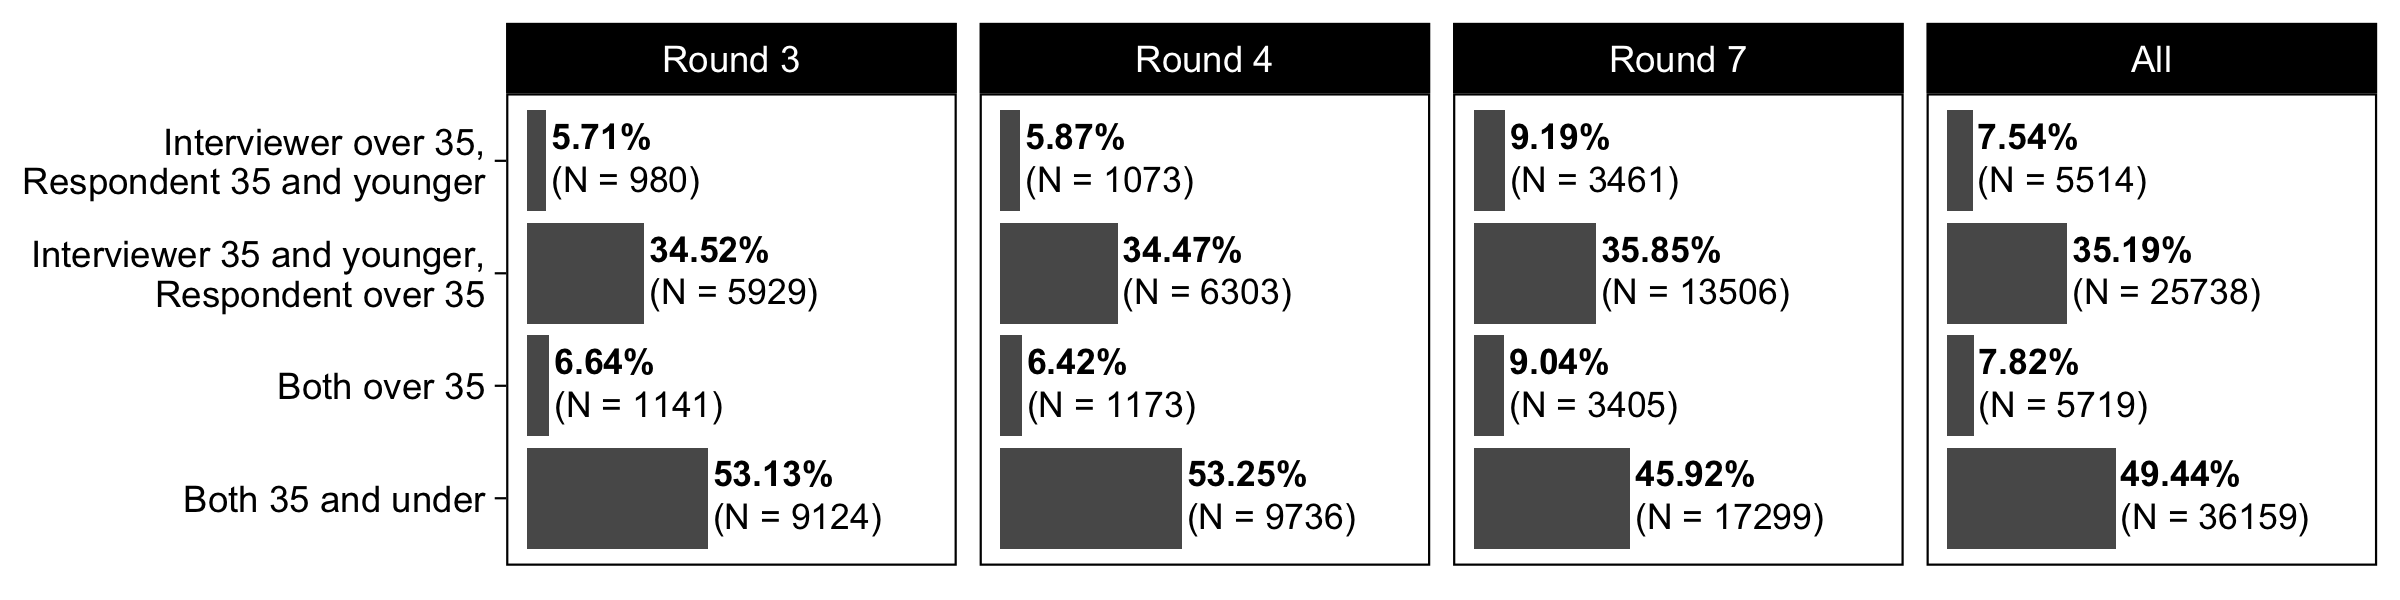 Round 3
Round 4
Round 7
All
Interviewer over 35,
Respondent 35 and younger
5.71%
(N = 980)
5.87%
(N = 1073)
9.19%
(N = 3461)
7.54%
(N = 5514)
Interviewer 35 and younger,
Respondent over 35
34.52%
(N = 5929)
34.47%
(N = 6303)
35.85%
(N = 13506)
35.19%
(N = 25738)
Both over 35
6.64%
(N = 1141)
6.42%
(N = 1173)
9.04%
(N = 3405)
7.82%
(N = 5719)
Both 35 and under
53.13%
(N = 9124)
53.25%
(N = 9736)
45.92%
(N = 17299)
49.44%
(N = 36159)